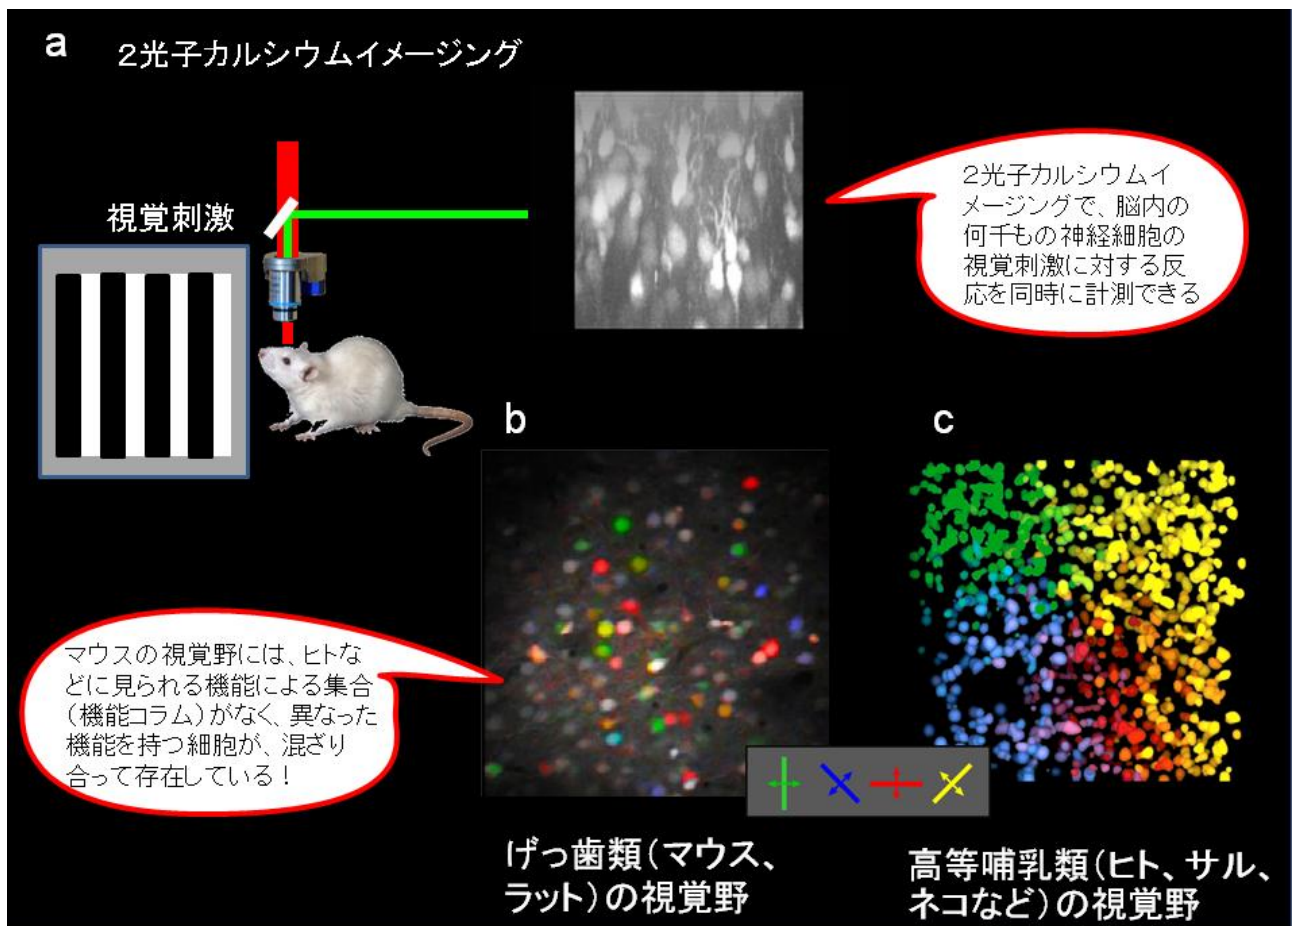 a
２光子カルシウムイメージング
視覚刺激
２光子カルシウムイ
メージングで、脳内の
何千もの神経細胞の
視覚刺激に対する反
応を同時に計測できる
b
c
マウスの視覚野には、ヒトな
どに見られる機能による集合
（機能コラム）がなく、異なった
機能を持つ細胞が、混ざり
合って存在している！
げっ歯類（マウス、
ラット）の視覚野
高等哺乳類（ヒト、サル、
ネコなど）の視覚野